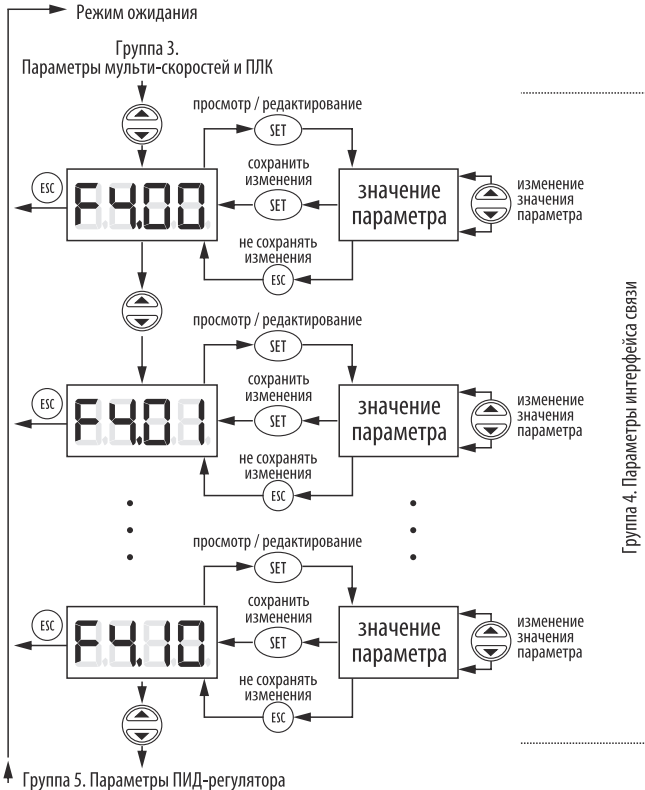 Режим ожидания
Группа 3.
Параметры мульти-скоростей и ПЛК
просмотр / редактирование
SET
ESC
F4.00
сохранить
изменения
SET
значение
параметра
изменение
значения
параметра
не сохранять
изменения
ESC
просмотр / редактирование
SET
ESC
F4.01
сохранить
изменения
SET
значение
параметра
изменение
значения
параметра
не сохранять
изменения
ESC
просмотр / редактирование
SET
ESC
F4.10
сохранить
изменения
SET
значение
параметра
изменение
значения
параметра
не сохранять
изменения
ESC
Группа 4. Параметры интерфейса связи
Группа 5. Параметры ПИД-регулятора